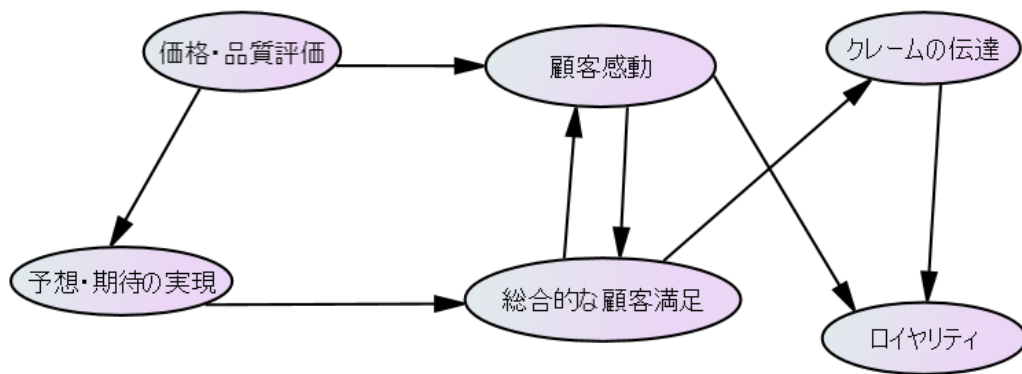 価格・品質評価
顧客感動
クレームの伝達
予想・期待の実現
総合的な顧客満足
ロイヤリティ